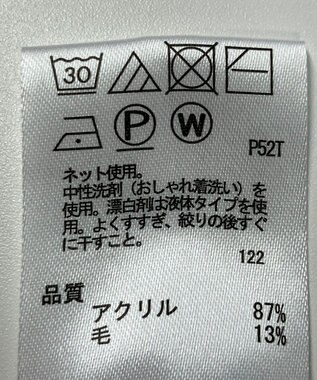 30
P W
P52T
ネット使用。
中性洗剤（おしゃれ着洗い）を
使用。漂白剤は液体タイプを使
用。よくすすぎ、絞りの後すぐ
に干すこと。
122
品質
アクリル 87%
毛 13%